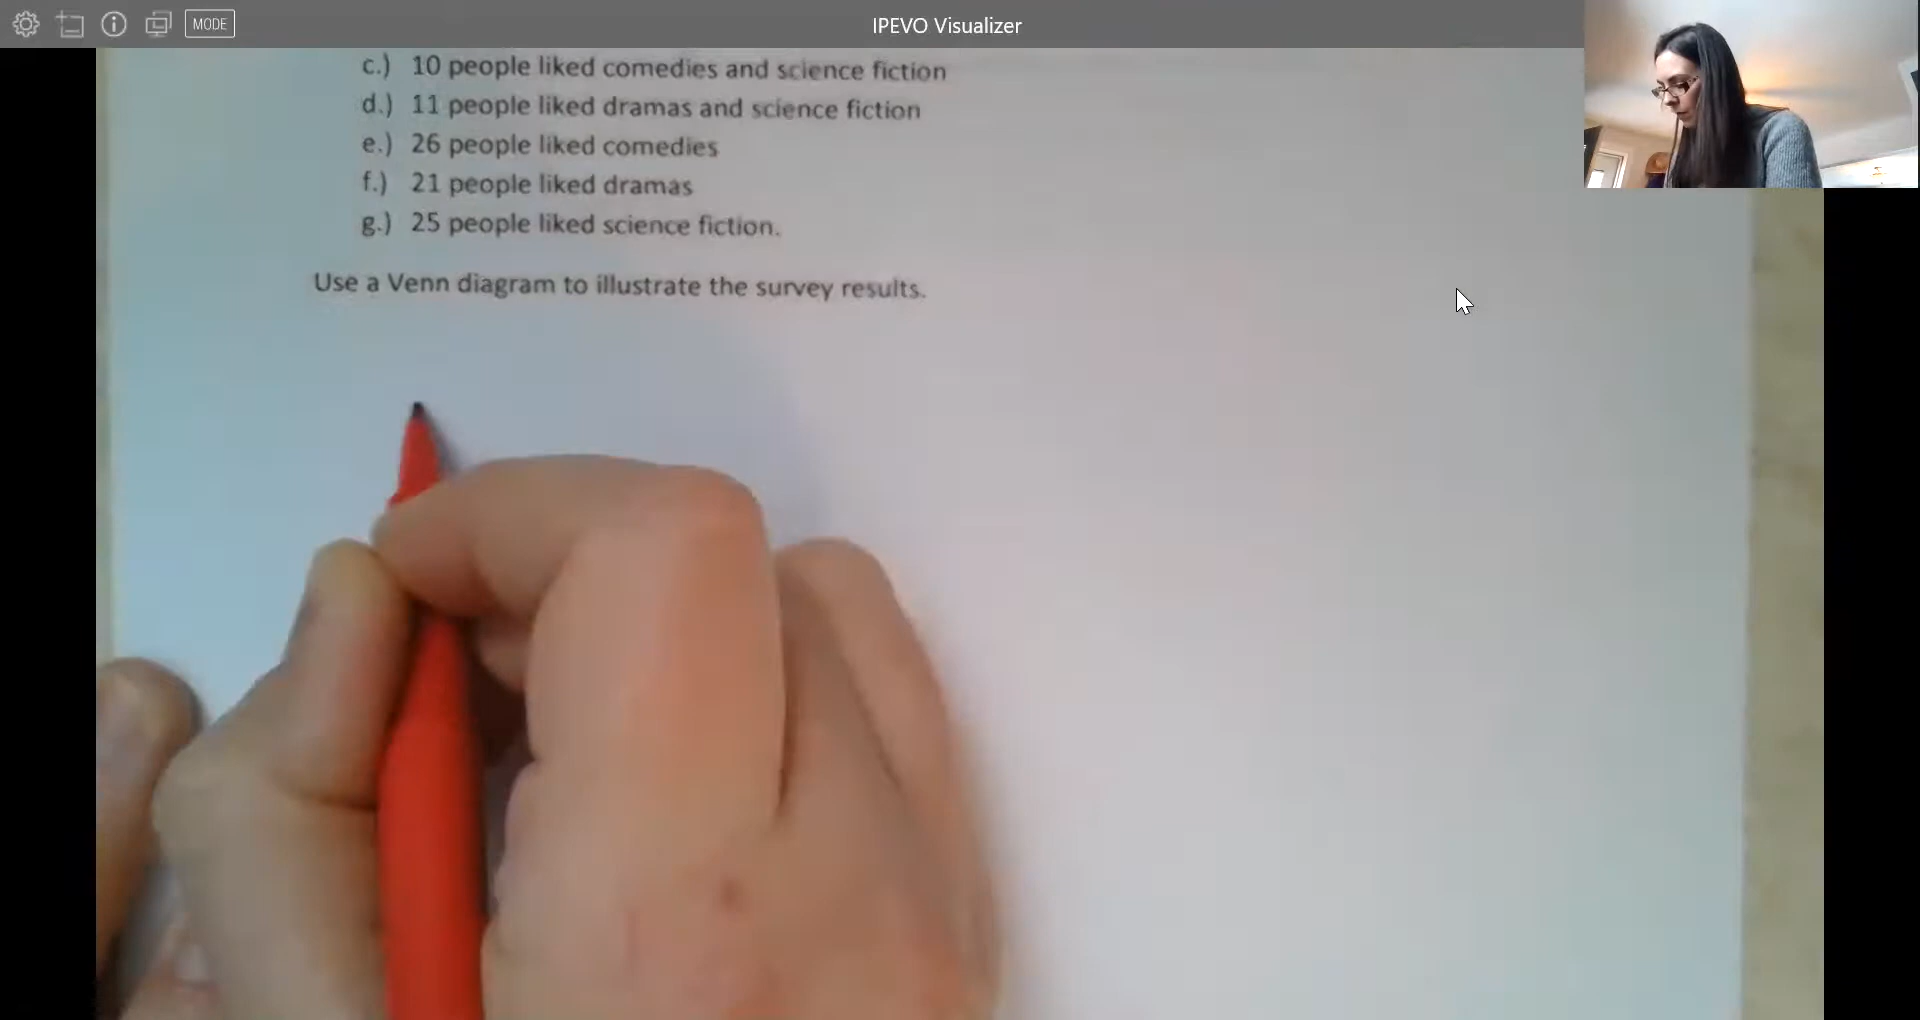 MODE
IPEVO Visualizer
c.) 10 people liked comedies and science fiction
d.) 11 people liked dramas and science fiction
e.) 26 people liked comedies
f.) 21 people liked dramas
g.) 25 people liked science fiction.
Use a Venn diagram to illustrate the survey results.